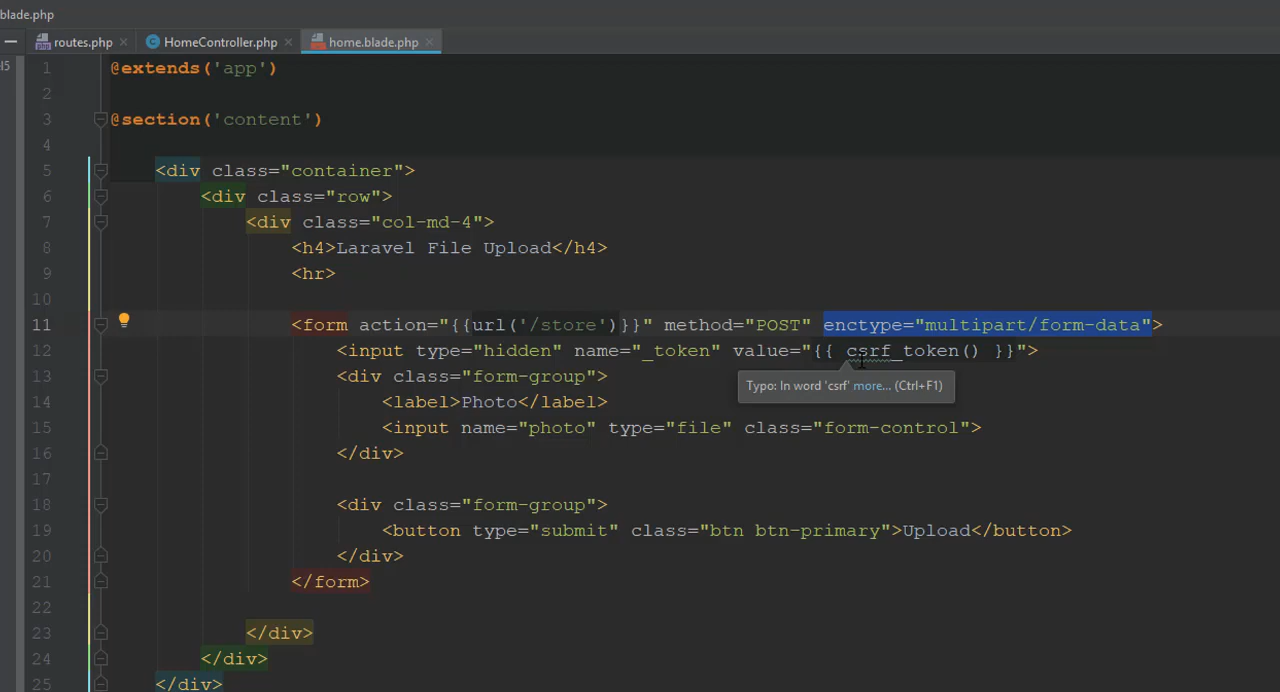 blade.php
routes.php HomeController.php home.blade.php
l5
1 @extends('app')
2
3 @section('content')
4
5 <div class="container">
6 <div class="row">
7 <div class="col-md-4">
8 <h4>Laravel File Upload</h4>
9 <hr>
10
11 <form action="{{url('/store')}}" method="POST" enctype="multipart/form-data">
12 <input type="hidden" name="_token" value="{{ csrf_token() }}">
13 <div class="form-group">
Typo: In word 'csrf' more... (Ctrl+F1)
14 <label>Photo</label>
15 <input name="photo" type="file" class="form-control">
16 </div>
17
18 <div class="form-group">
19 <button type="submit" class="btn btn-primary">Upload</button>
20 </div>
21 </form>
22
23 </div>
24 </div>
25 </div>